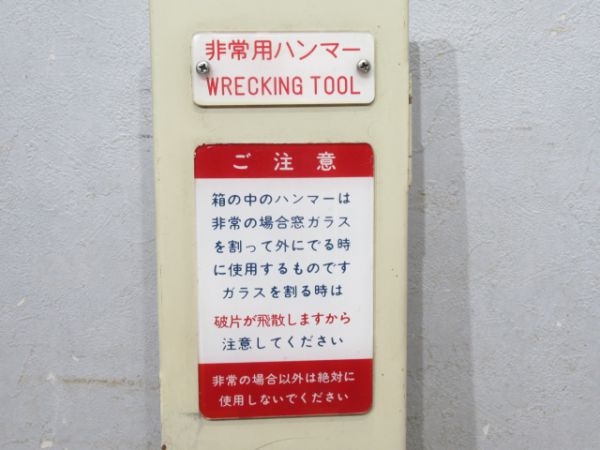 非常用ハンマー
WRECKING TOOL
ご注意
箱の中のハンマーは
非常の場合窓ガラス
を割って外にでる時
に使用するものです
ガラスを割る時は
破片が飛散しますから
注意してください
非常の場合以外は絶対に
使用しないでください